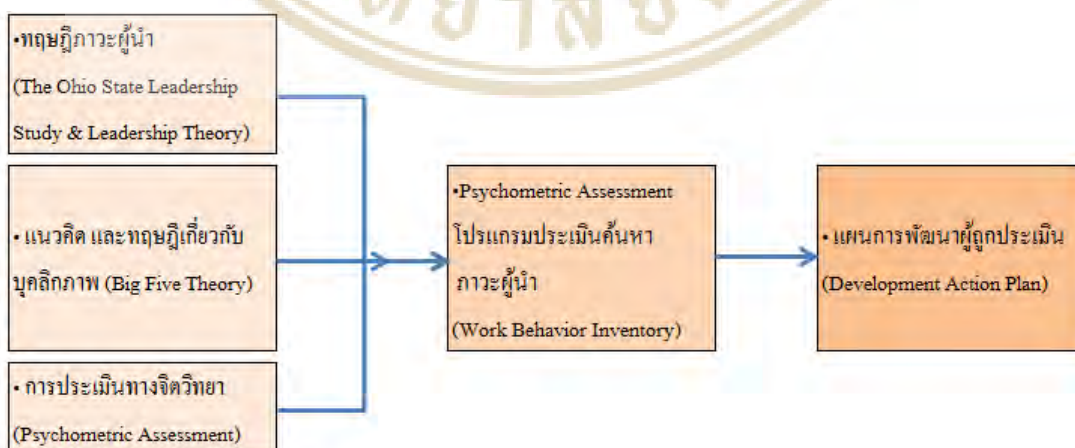 •ทฤษฎีภาวะผู้นำ
(The Ohio State Leadership
Study & Leadership Theory)
• แนวคิด และทฤษฎีเกี่ยวกับ
บุคลิกภาพ (Big Five Theory)
• การประเมินทางจิตวิทยา
(Psychometric Assessment)
•Psychometric Assessment
โปรแกรมประเมินค้นหา
ภาวะผู้นำ
(Work Behavior Inventory)
• แผนการพัฒนาผู้ถูกประเมิน
(Development Action Plan)